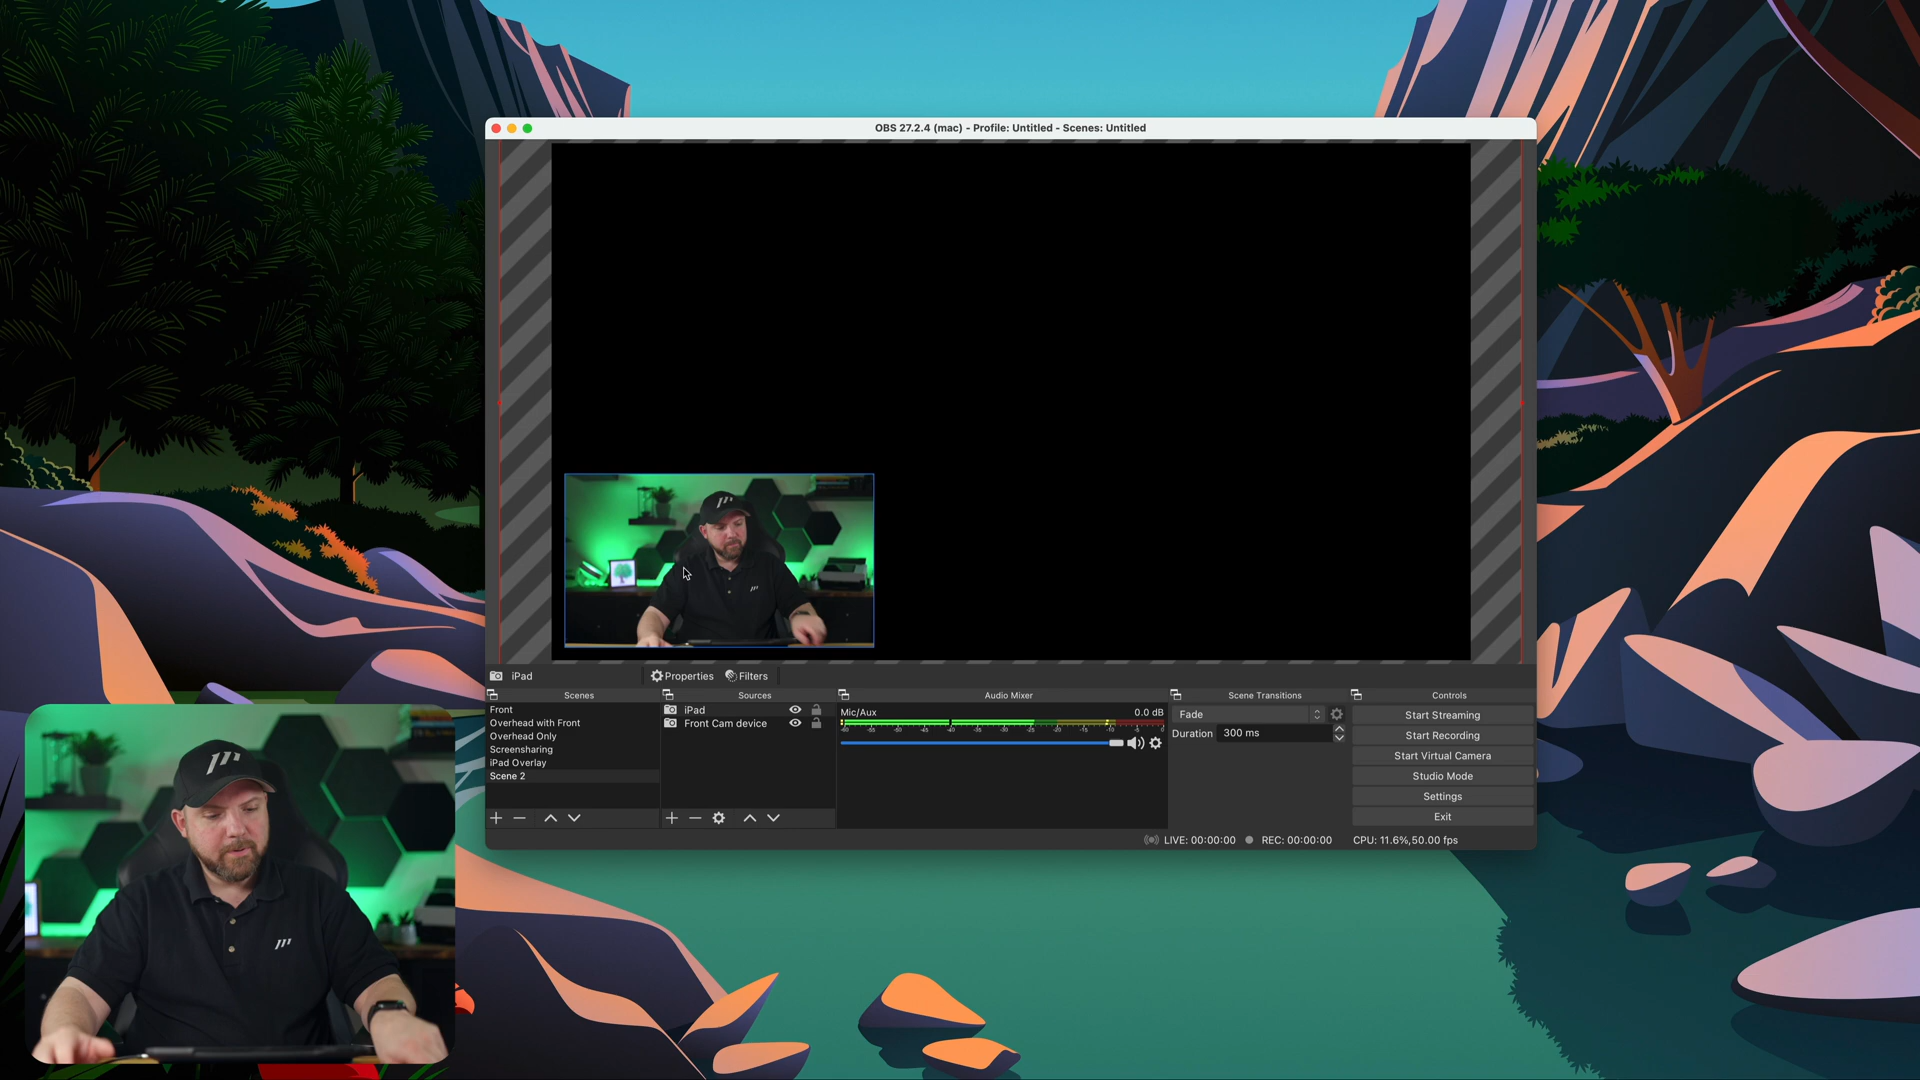 OBS 27.2.4 (mac) - Profile: Untitled - Scenes: Untitled
iPad
Properties
Filters
Scenes
Sources
Audio Mixer
Scene Transitions
Controls
Front
Overhead with Front
Overhead Only
Screensharing
iPad Overlay
Scene 2
iPad
Front Cam device
Mic/Aux
0.0 dB
Fade
Duration
300 ms
Start Streaming
Start Recording
Start Virtual Camera
Studio Mode
Settings
Exit
LIVE: 00:00:00
REC: 00:00:00
CPU: 11.6%,50.00 fps